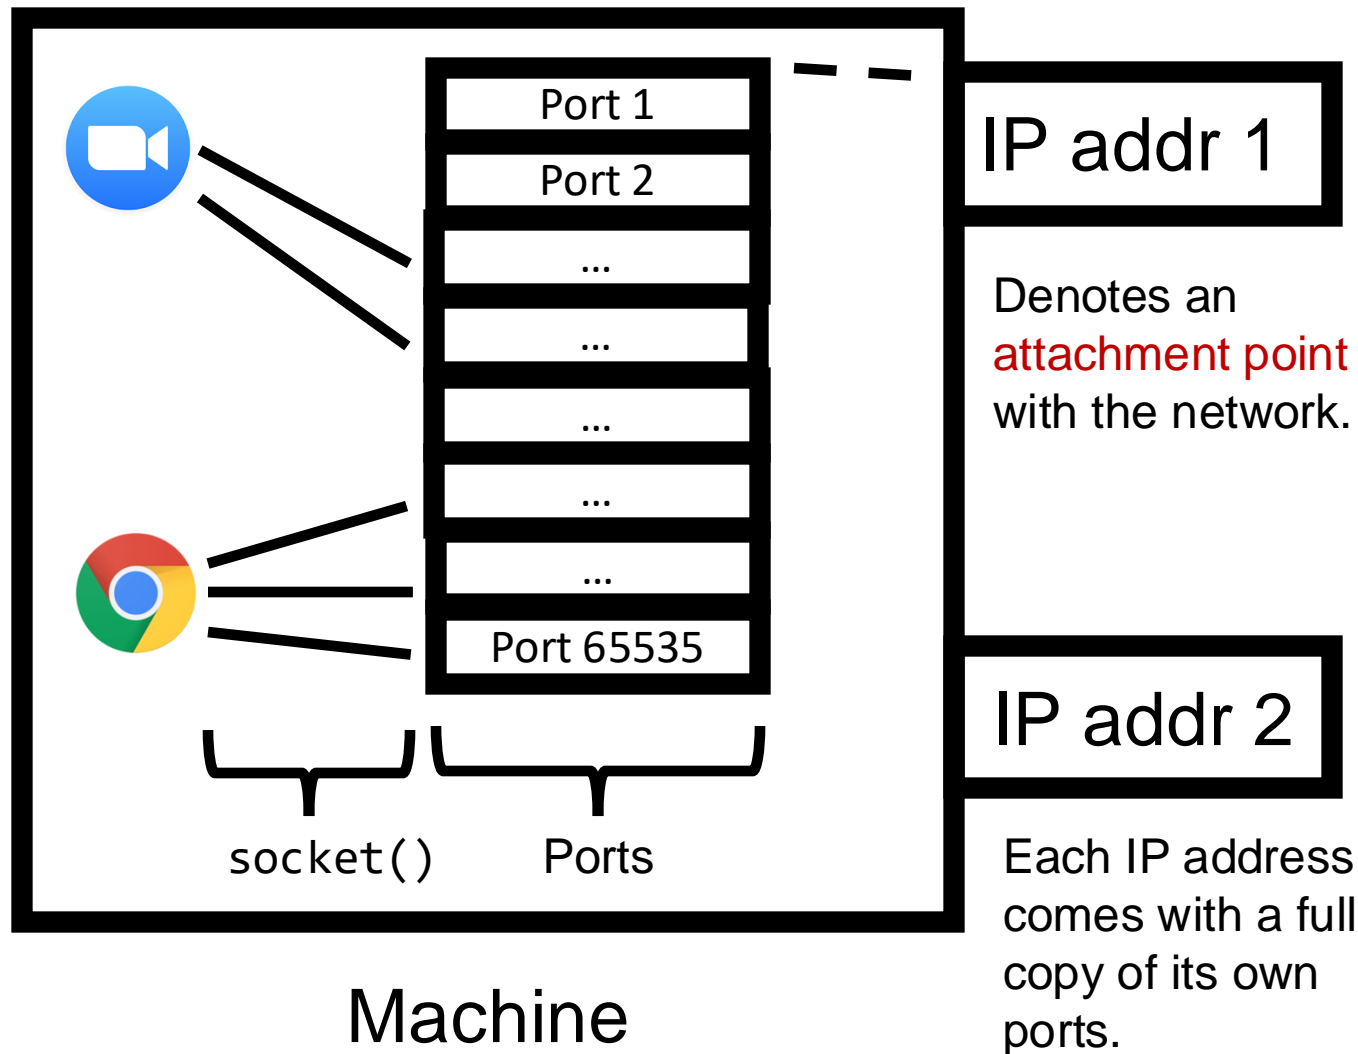 Port 1
Port 2
...
...
...
...
...
Port 65535
socket()
Ports
Machine
IP addr 1
Denotes an
attachment point
with the network.
IP addr 2
Each IP address
comes with a full
copy of its own
ports.